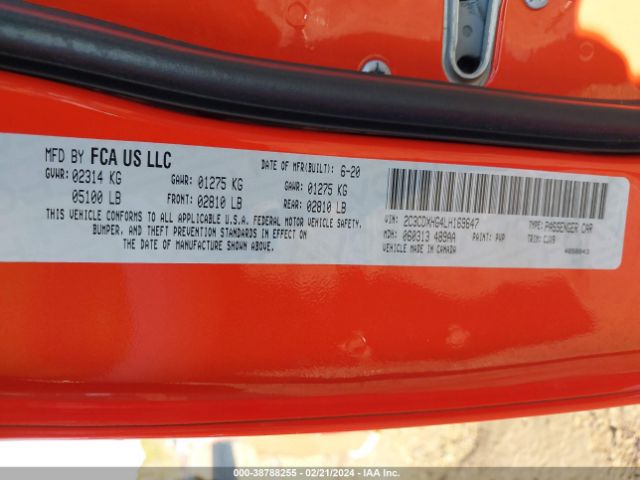 MFD BY FCA US LLC
DATE OF MFR(BUILT): 6-20
GVWR: 02314 KG
GAWR: 01275 KG
GAWR: 01275 KG
05100 LB
FRONT: 02810 LB
REAR: 02810 LB
THIS VEHICLE CONFORMS TO ALL APPLICABLE U.S.A. FEDERAL MOTOR VEHICLE SAFETY,
BUMPER, AND THEFT PREVENTION STANDARDS IN EFFECT ON
THE DATE OF MANUFACTURE SHOWN ABOVE.
VIN: 2C3CDXHG4LH169647
TYPE: PASSENGER CAR
MDH: 060313 489AA
PAINT: PVP
TRIM: CJX9
VEHICLE MADE IN CANADA
000-38788255 - 02/21/2024 - IAA Inc.